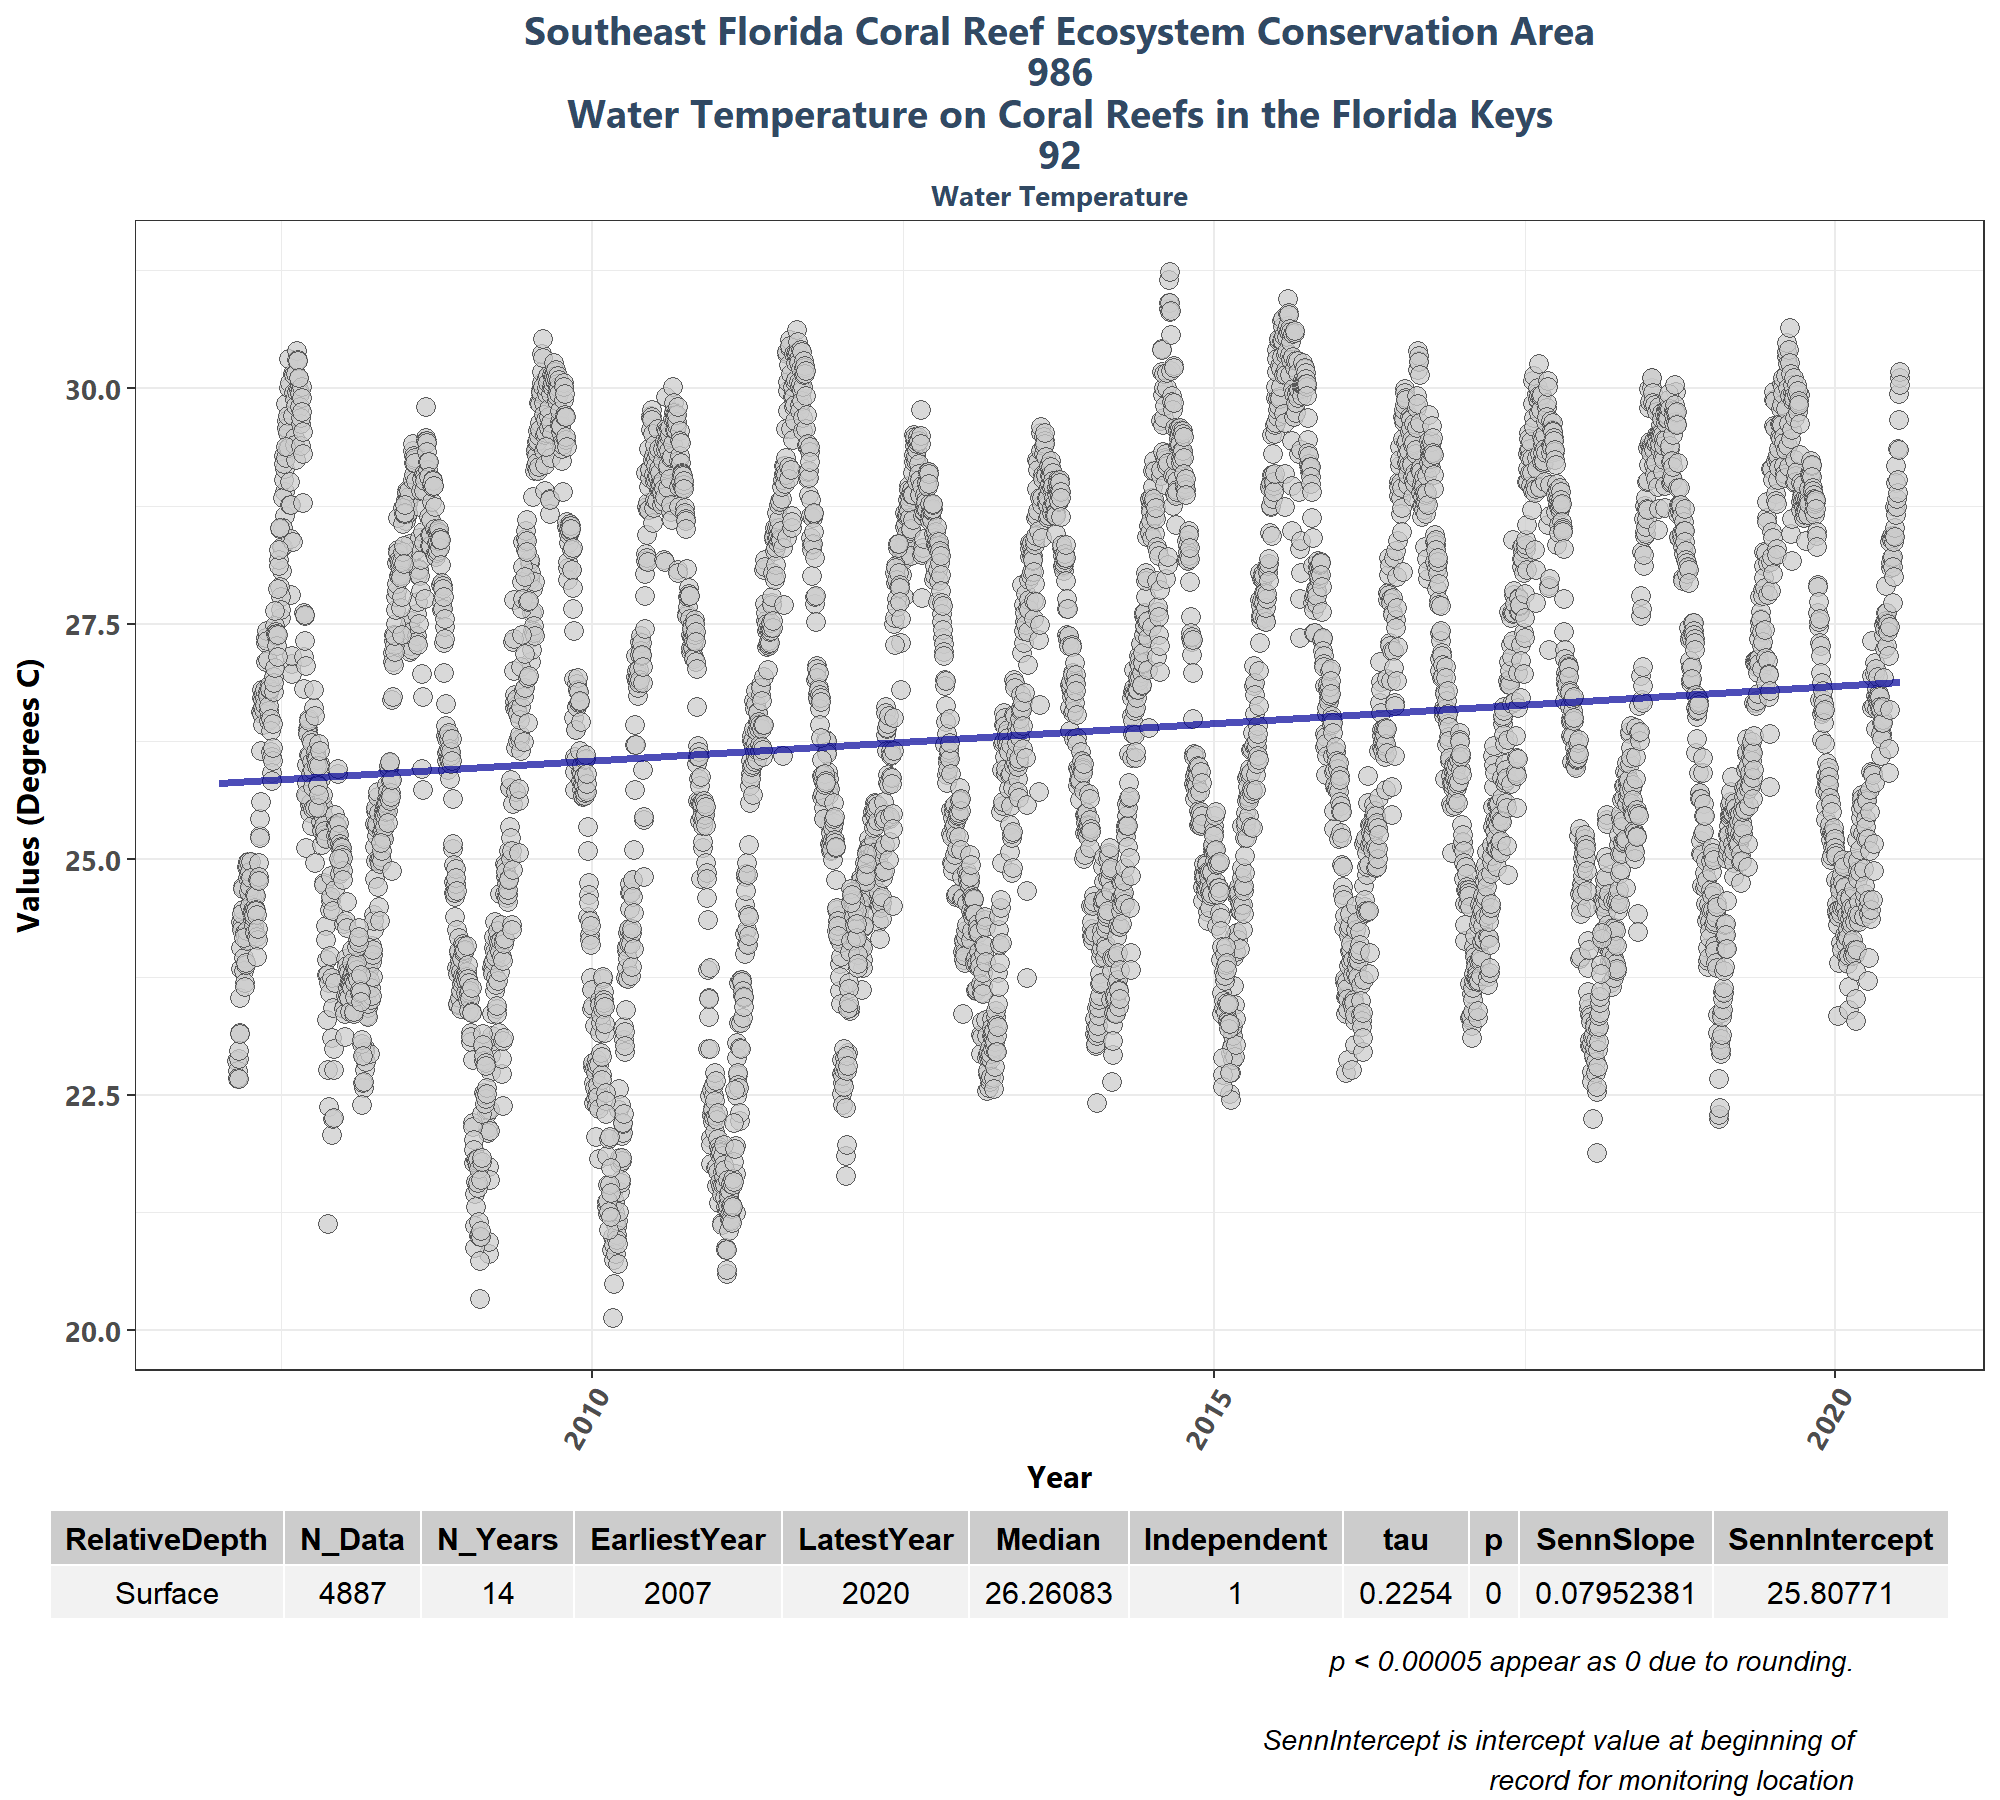 Southeast Florida Coral Reef Ecosystem Conservation Area
986
Water Temperature on Coral Reefs in the Florida Keys
92
Water Temperature
30.0
27.5
25.0
22.5
20.0
Values (Degrees C)
2010
2015
2020
Year
RelativeDepth N_Data N_Years EarliestYear LatestYear Median Independent tau p SennSlope SennIntercept
Surface 4887 14 2007 2020 26.26083 1 0.2254 0 0.07952381 25.80771
p < 0.00005 appear as 0 due to rounding.
SennIntercept is intercept value at beginning of
record for monitoring location